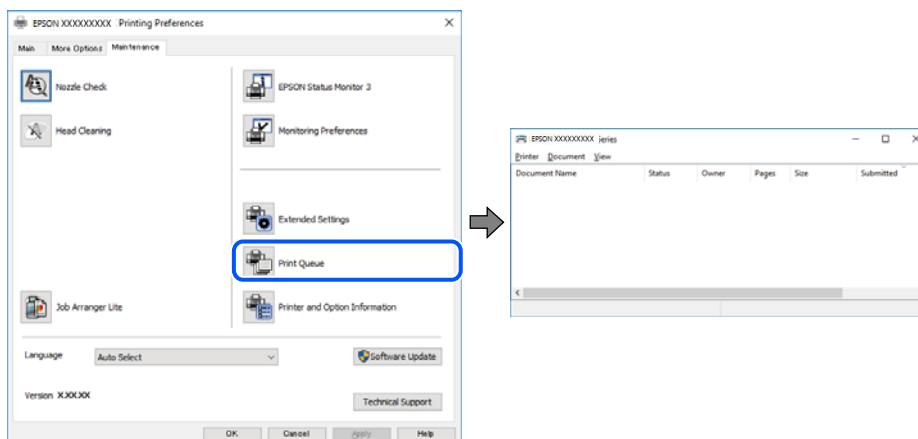 EPSON XXXXXXXXX Printing Preferences
Main More Options Maintenance
Nozzle Check
EPSON Status Monitor 3
Head Cleaning
Monitoring Preferences
Extended Settings
Print Queue
Job Arranger Lite
Printer and Option Information
Language Auto Select Software Update
Version X.XX.XX
Technical Support
OK Cancel Apply Help
EPSON XXXXXXXXX ieries
Printer Document View
Document Name Status Owner Pages Size Submitted